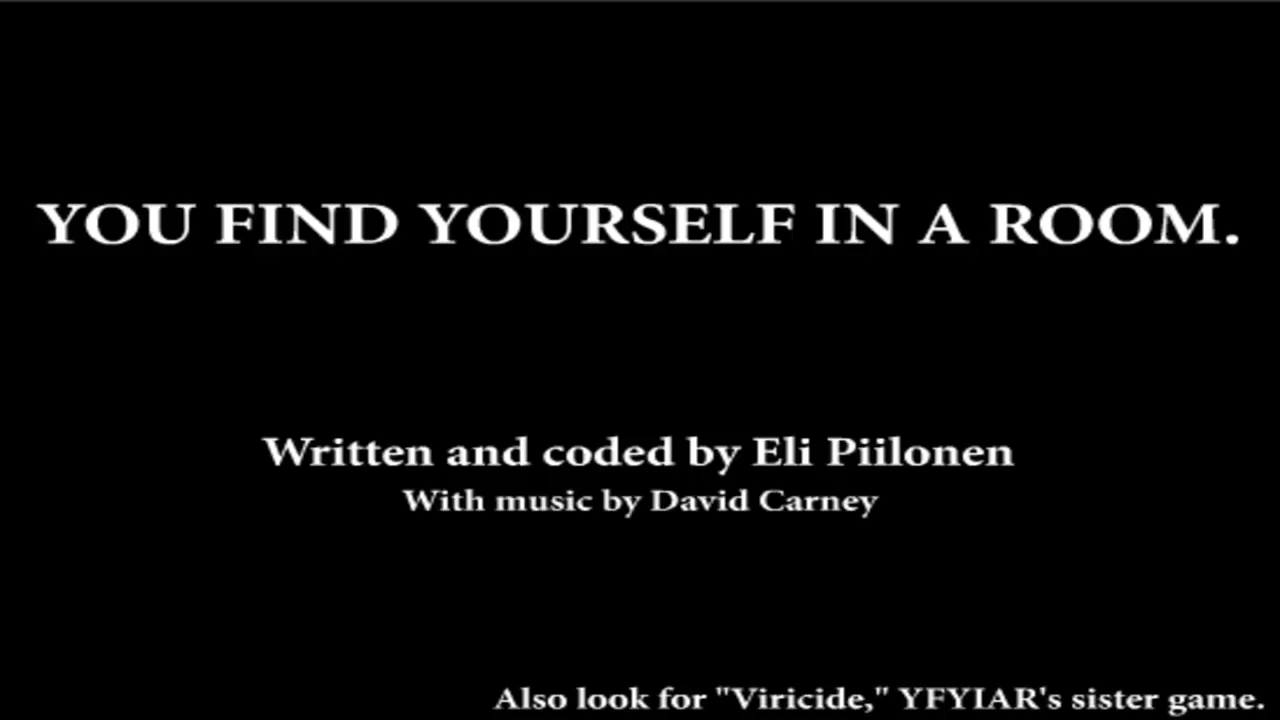 YOU FIND YOURSELF IN A ROOM.
Written and coded by Eli Piilonen
With music by David Carney
Also look for "Viricide," YFYIAR's sister game.